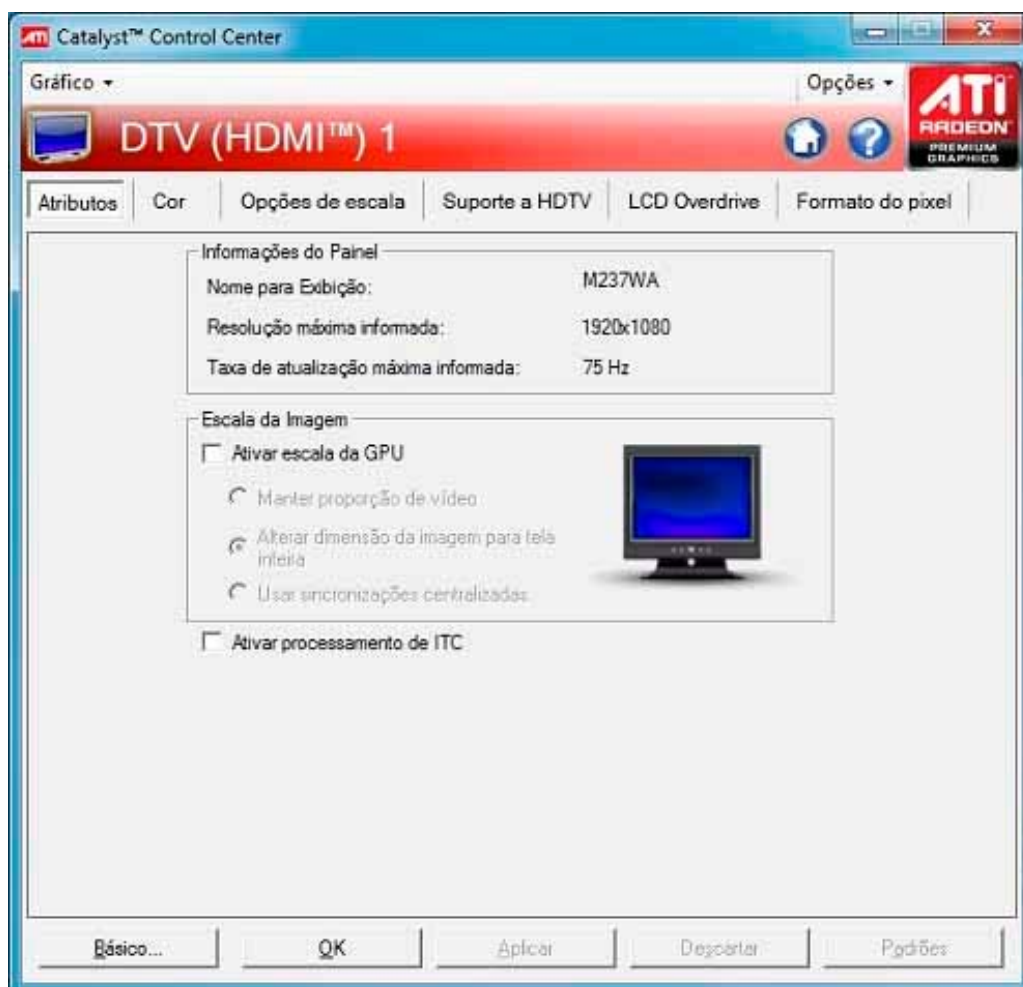 ATI Catalyst™ Control Center
Gráfico
Opções
ATI
RADEON
PREMIUM
GRAPHICS
DTV (HDMI™) 1
Atributos
Cor
Opções de escala
Suporte a HDTV
LCD Overdrive
Formato do pixel
Informações do Painel
Nome para Exibição: M237WA
Resolução máxima informada: 1920x1080
Taxa de atualização máxima informada: 75 Hz
Escala da Imagem
Ativar escala da GPU
Manter proporção de vídeo
Alterar dimensão da imagem para tela
inteira
Usar sincronizações centralizadas
Ativar processamento de ITC
Básico...
OK
Aplicar
Descartar
Padrões